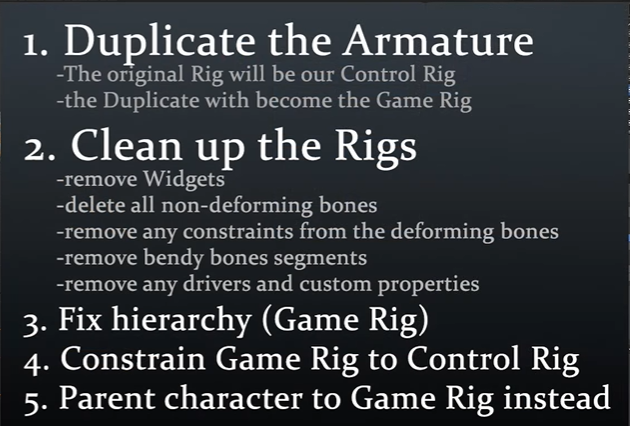 1. Duplicate the Armature
-The original Rig will be our Control Rig
-the Duplicate with become the Game Rig
2. Clean up the Rigs
-remove Widgets
-delete all non-deforming bones
-remove any constraints from the deforming bones
-remove bendy bones segments
-remove any drivers and custom properties
3. Fix hierarchy (Game Rig)
4. Constrain Game Rig to Control Rig
5. Parent character to Game Rig instead